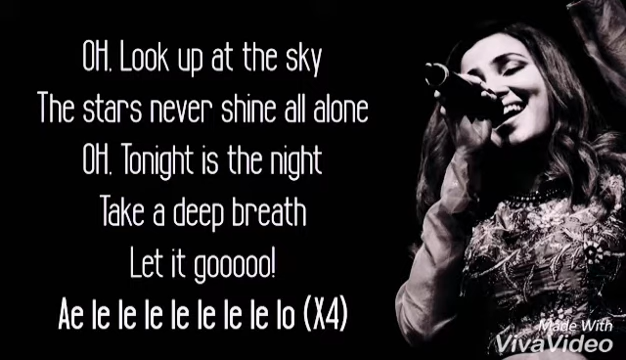 OH. Look up at the sky
The stars never shine all alone
OH. Tonight is the night
Take a deep breath
Let it gooooo!
Ae le le le le le le le lo (X4)
Made With
VivaVideo